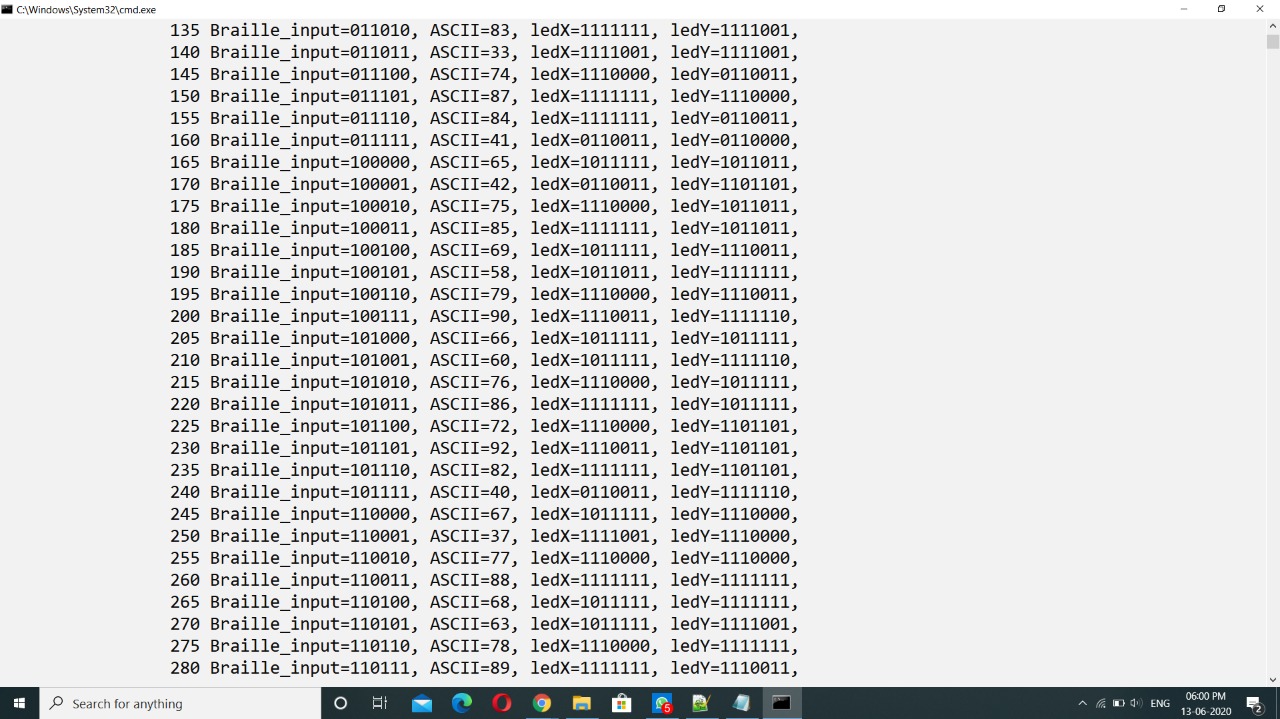 C:\Windows\System32\cmd.exe
135 Braille_input=011010, ASCII=83, ledX=1111111, ledY=1111001,
140 Braille_input=011011, ASCII=33, ledX=1111001, ledY=1111001,
145 Braille_input=011100, ASCII=74, ledX=1110000, ledY=0110011,
150 Braille_input=011101, ASCII=87, ledX=1111111, ledY=1110000,
155 Braille_input=011110, ASCII=84, ledX=1111111, ledY=0110011,
160 Braille_input=011111, ASCII=41, ledX=0110011, ledY=0110000,
165 Braille_input=100000, ASCII=65, ledX=1011111, ledY=1011011,
170 Braille_input=100001, ASCII=42, ledX=0110011, ledY=1101101,
175 Braille_input=100010, ASCII=75, ledX=1110000, ledY=1011011,
180 Braille_input=100011, ASCII=85, ledX=1111111, ledY=1011011,
185 Braille_input=100100, ASCII=69, ledX=1011111, ledY=1110011,
190 Braille_input=100101, ASCII=58, ledX=1011011, ledY=1111111,
195 Braille_input=100110, ASCII=79, ledX=1110000, ledY=1110011,
200 Braille_input=100111, ASCII=90, ledX=1110011, ledY=1111110,
205 Braille_input=101000, ASCII=66, ledX=1011111, ledY=1011111,
210 Braille_input=101001, ASCII=60, ledX=1011111, ledY=1111110,
215 Braille_input=101010, ASCII=76, ledX=1110000, ledY=1011111,
220 Braille_input=101011, ASCII=86, ledX=1111111, ledY=1011111,
225 Braille_input=101100, ASCII=72, ledX=1110000, ledY=1101101,
230 Braille_input=101101, ASCII=92, ledX=1110011, ledY=1101101,
235 Braille_input=101110, ASCII=82, ledX=1111111, ledY=1101101,
240 Braille_input=101111, ASCII=40, ledX=0110011, ledY=1111110,
245 Braille_input=110000, ASCII=67, ledX=1011111, ledY=1110000,
250 Braille_input=110001, ASCII=37, ledX=1111001, ledY=1110000,
255 Braille_input=110010, ASCII=77, ledX=1110000, ledY=1110000,
260 Braille_input=110011, ASCII=88, ledX=1111111, ledY=1111111,
265 Braille_input=110100, ASCII=68, ledX=1011111, ledY=1111111,
270 Braille_input=110101, ASCII=63, ledX=1011111, ledY=1111001,
275 Braille_input=110110, ASCII=78, ledX=1110000, ledY=1111111,
280 Braille_input=110111, ASCII=89, ledX=1111111, ledY=1110011,
Search for anything
5
ENG
06:00 PM
13-06-2020
2